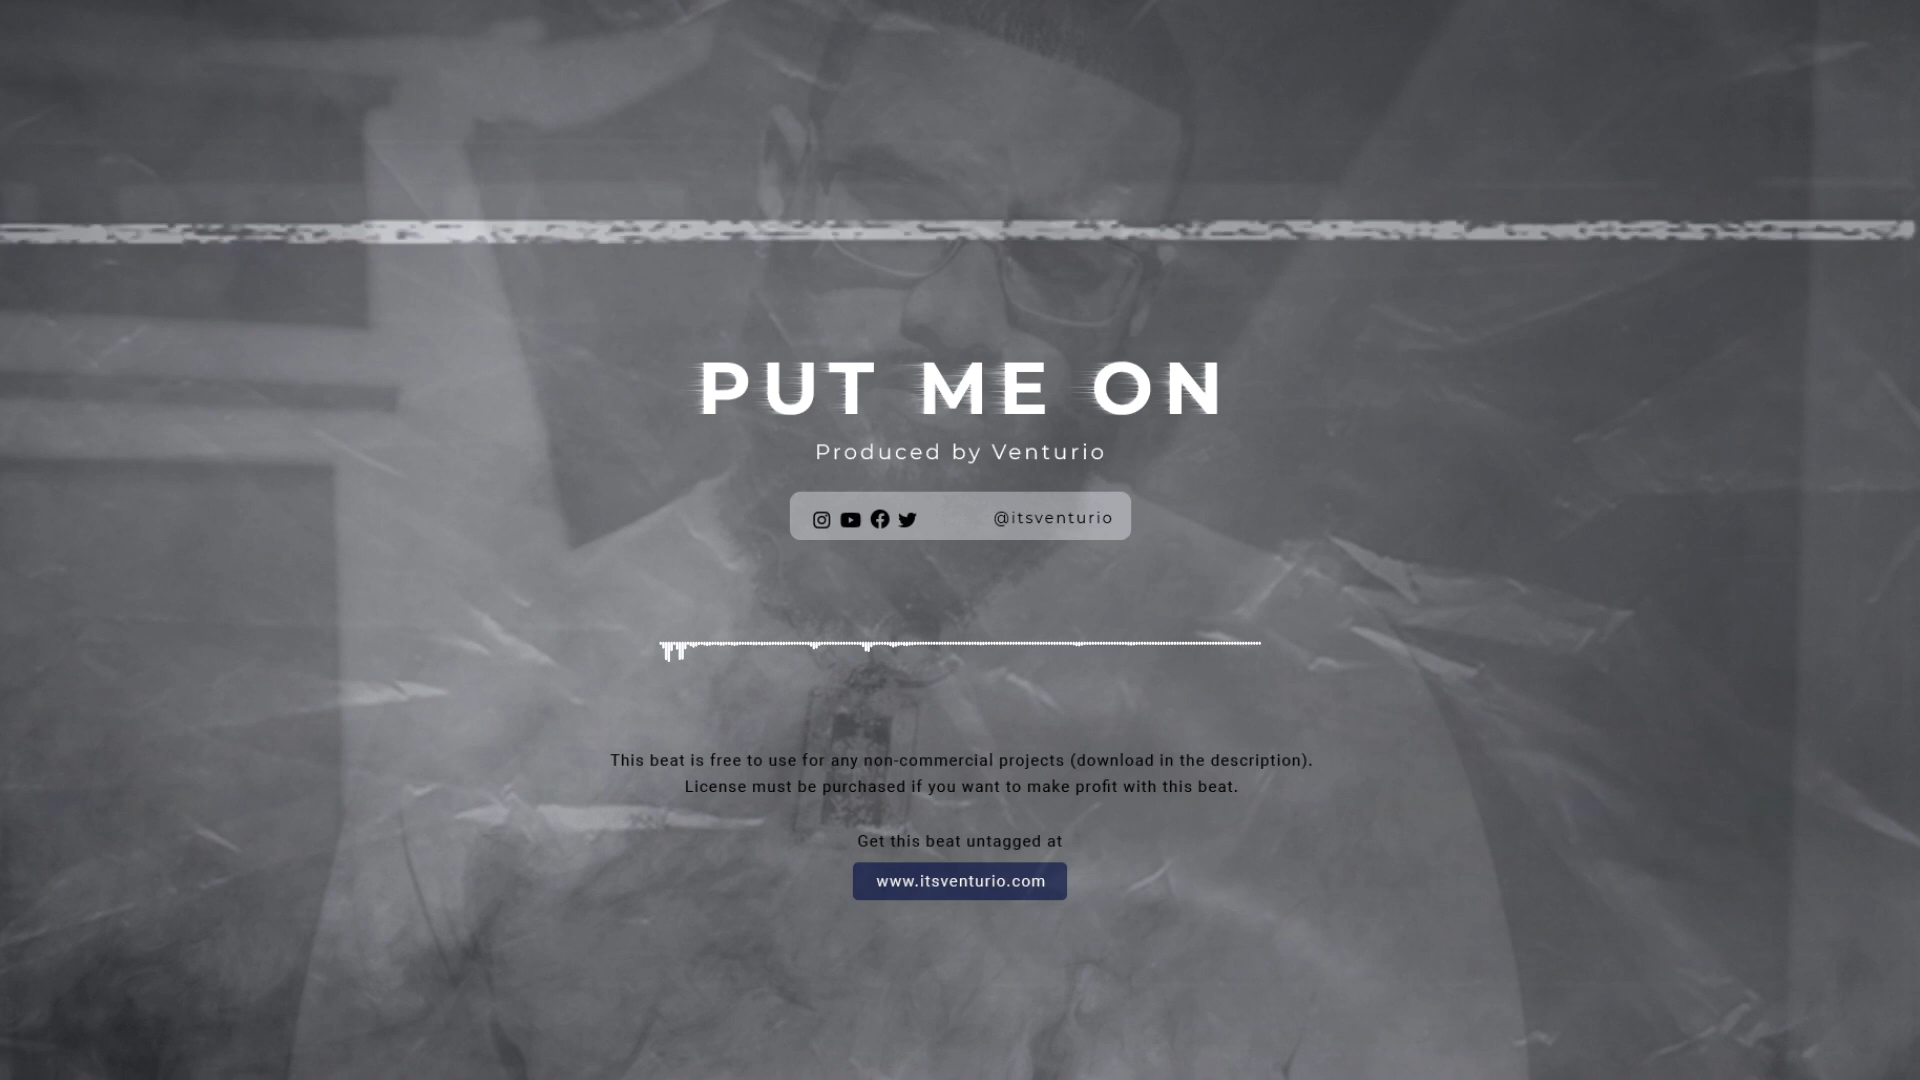 PUT ME ON
Produced by Venturio
@itsventurio
This beat is free to use for any non-commercial projects (download in the description).
License must be purchased if you want to make profit with this beat.
Get this beat untagged at
www.itsventurio.com